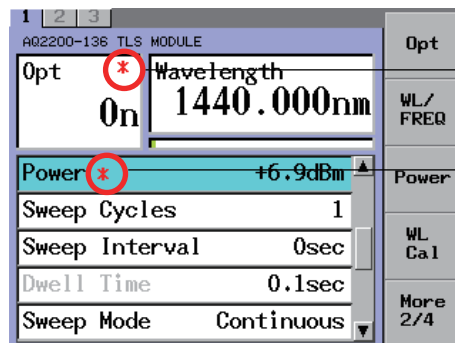 1 2 3
AQ2200-136 TLS MODULE
Opt *
On
Wavelength
1440.000nm
Power * +6.9dBm
Sweep Cycles 1
Sweep Interval 0sec
Dwell Time 0.1sec
Sweep Mode Continuous
Opt
WL/
FREQ
Power
WL
Cal
More
2/4